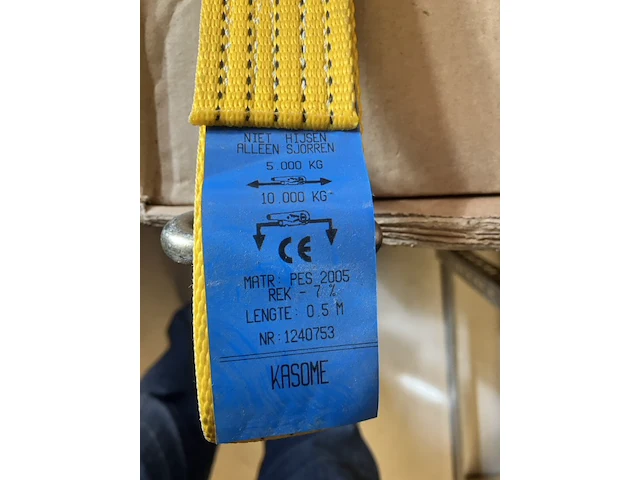 NIET HIJSEN
ALLEEN SJORREN
5.000 KG
10.000 KG
CE
MATR: PES 2005
REK - 7 %
LENGTE: 0.5 M
NR:1240753
KASOME